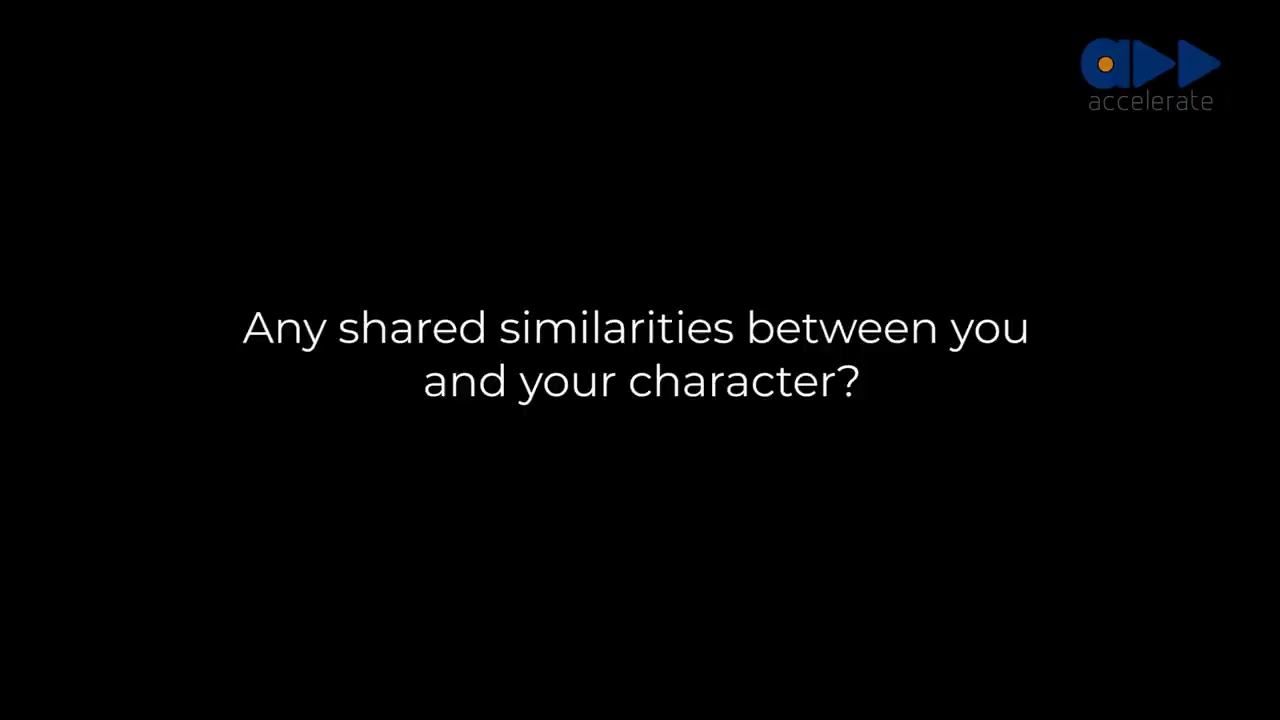 accelerate
Any shared similarities between you
and your character?